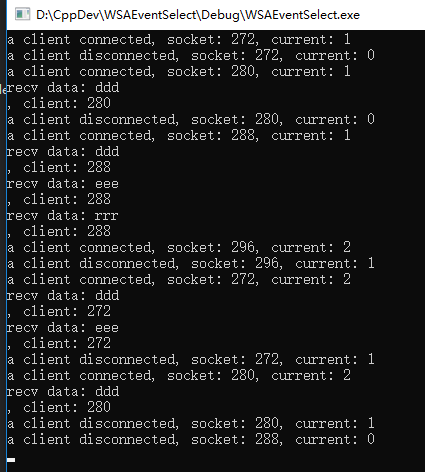 D:\CppDev\WSAEventSelect\Debug\WSAEventSelect.exe
a client connected, socket: 272, current: 1
a client disconnected, socket: 272, current: 0
a client connected, socket: 280, current: 1
recv data: ddd
, client: 280
a client disconnected, socket: 280, current: 0
a client connected, socket: 288, current: 1
recv data: ddd
, client: 288
recv data: eee
, client: 288
recv data: rrr
, client: 288
a client connected, socket: 296, current: 2
a client disconnected, socket: 296, current: 1
a client connected, socket: 272, current: 2
recv data: ddd
, client: 272
recv data: eee
, client: 272
a client disconnected, socket: 272, current: 1
a client connected, socket: 280, current: 2
recv data: ddd
, client: 280
a client disconnected, socket: 280, current: 1
a client disconnected, socket: 288, current: 0